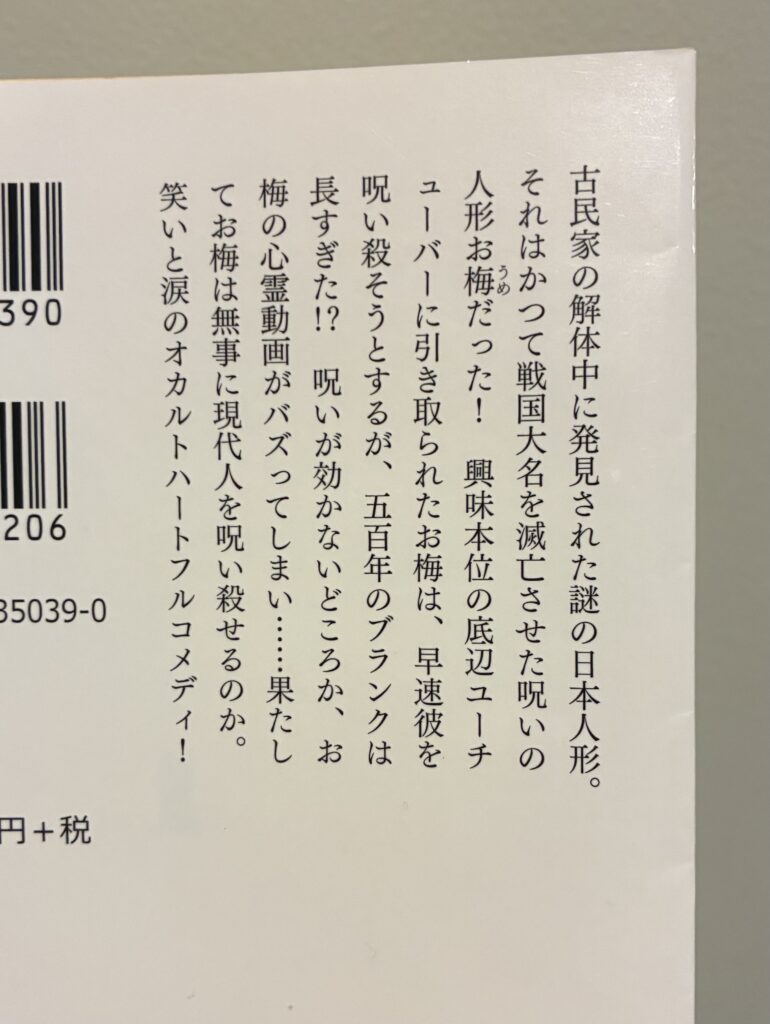 古民家の解体中に発見された謎の日本人形。
それはかつて戦国大名を滅亡させた呪いの
人形お梅だった！　興味本位の底辺ユーチ
うめ
ューバーに引き取られたお梅は、早速彼を
呪い殺そうとするが、五百年のブランクは
長すぎた!?　呪いが効かないどころか、お
梅の心霊動画がバズってしまい……果たし
てお梅は無事に現代人を呪い殺せるのか。
笑いと涙のオカルトハートフルコメディ！
390
206
35039-0
円＋税